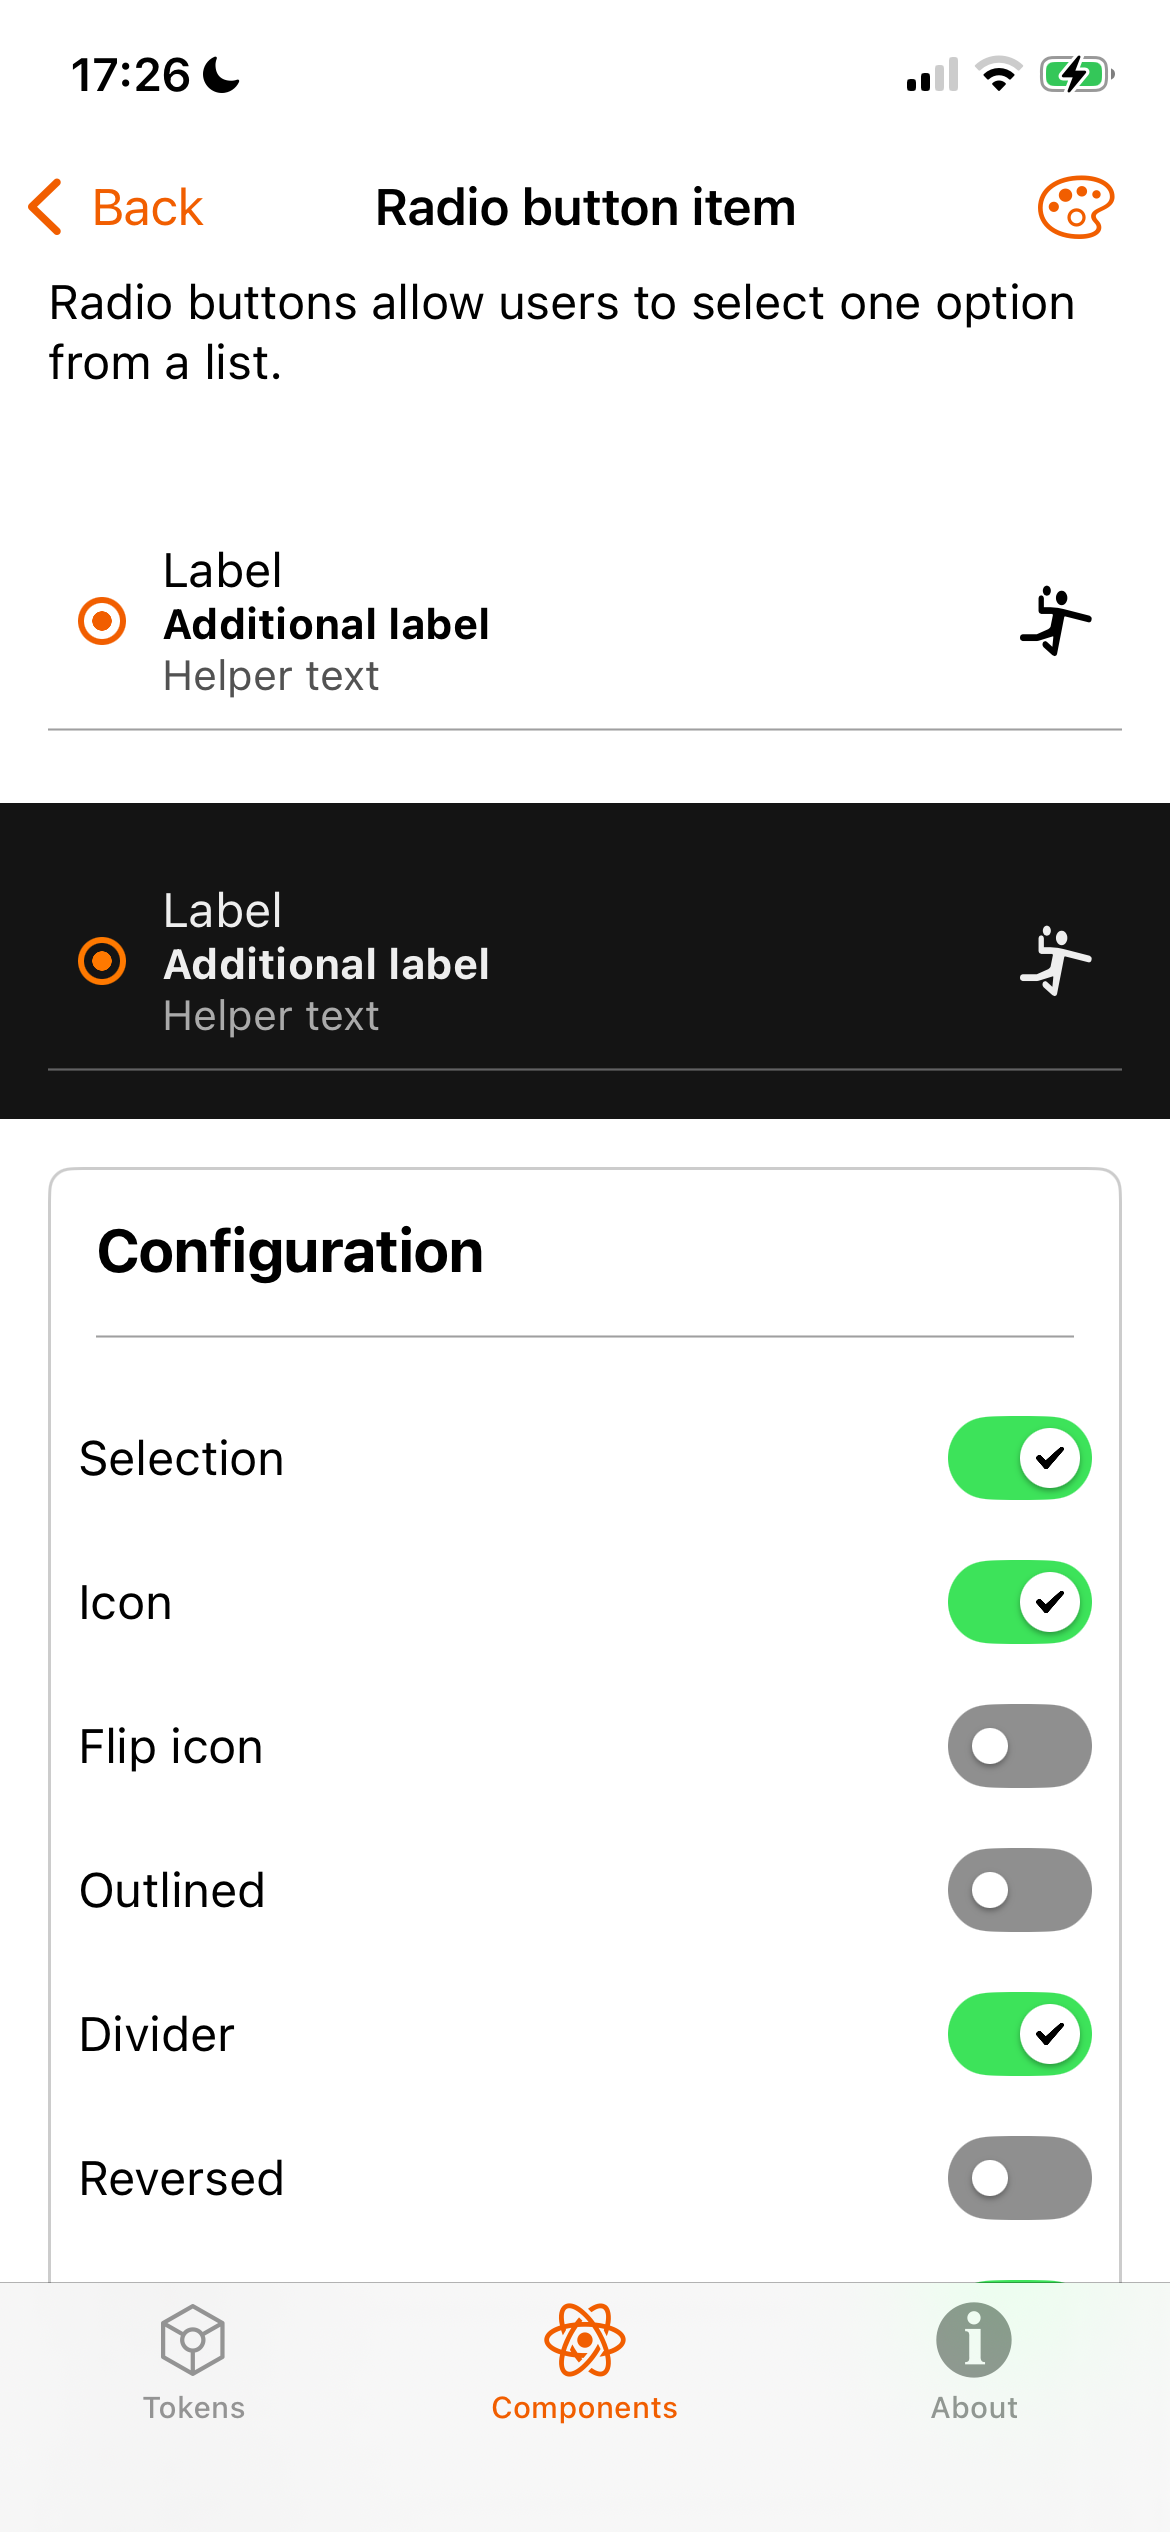 17:26
Back
Radio button item
Radio buttons allow users to select one option
from a list.
Label
Additional label
Helper text
Label
Additional label
Helper text
Configuration
Selection
Icon
Flip icon
Outlined
Divider
Reversed
Tokens
Components
About